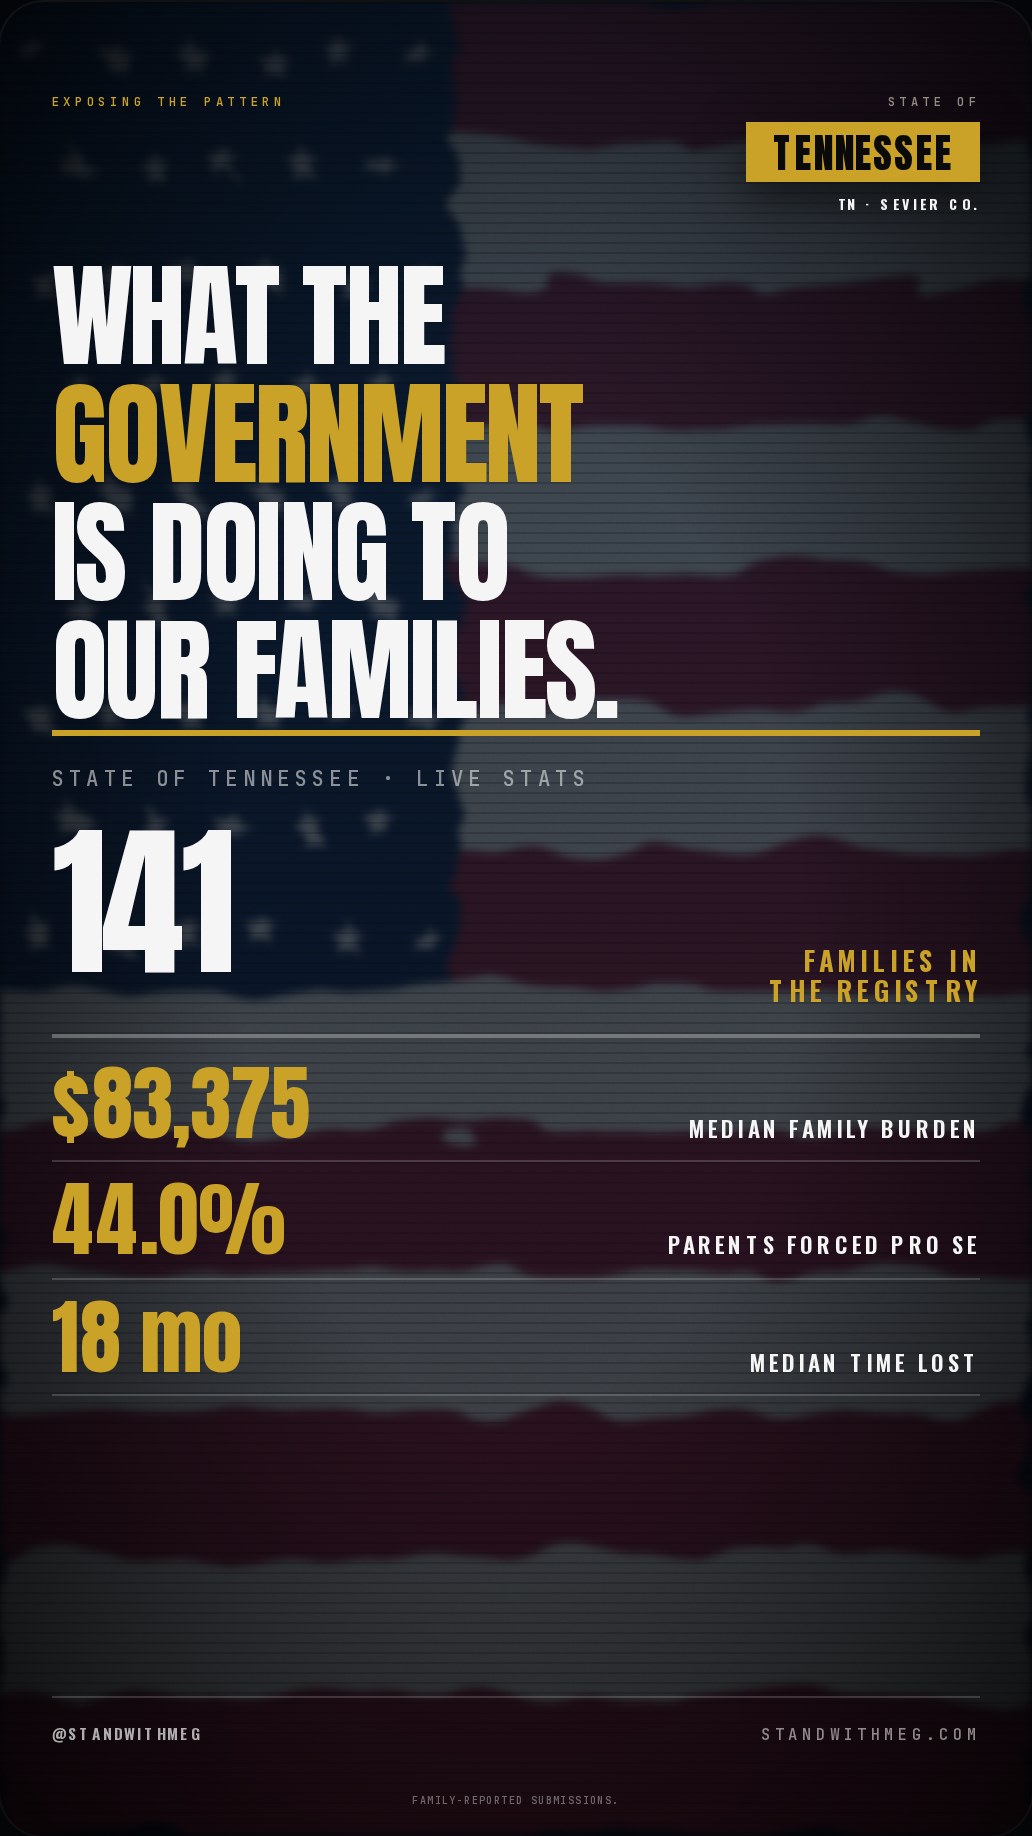 EXPOSING THE PATTERN
STATE OF
TENNESSEE
TN · SEVIER CO.
WHAT THE
GOVERNMENT
IS DOING TO
OUR FAMILIES.
STATE OF TENNESSEE · LIVE STATS
141
FAMILIES IN
THE REGISTRY
$83,375
MEDIAN FAMILY BURDEN
44.0%
PARENTS FORCED PRO SE
18 mo
MEDIAN TIME LOST
@STANDWITHMEG
STANDWITHMEG.COM
FAMILY-REPORTED SUBMISSIONS.